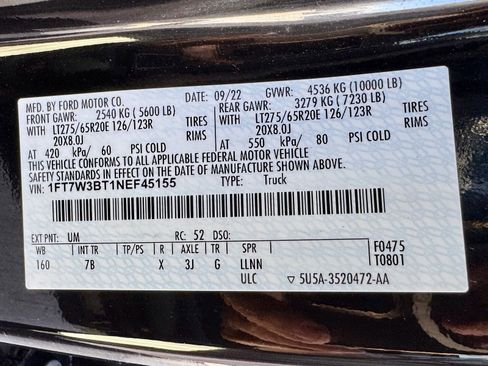 MFD. BY FORD MOTOR CO. 09/22 GVWR: 4536 KG (10000 LB)
FRONT GAWR: 2540 KG (5600 LB) REAR GAWR: 3279 KG (7230 LB)
WITH LT275/65R20E 126/123R TIRES WITH LT275/65R20E 126/123R TIRES
20X8.0J RIMS 20X8.0J RIMS
AT 420 kPa/ 60 PSI COLD AT 550 kPa/ 80 PSI COLD
THIS VEHICLE CONFORMS TO ALL APPLICABLE FEDERAL MOTOR VEHICLE
SAFETY STANDARDS IN EFFECT ON THE DATE OF MANUFACTURE SHOWN ABOVE.
VIN: 1FT7W3BT1NEF45155 TYPE: Truck
EXT PNT: UM RC: 52 DSO: F0475
WB INT TR TP/PS R AXLE TR SPR T0801
160 7B X 3J G LLNN
ULC 5U5A-3520472-AA